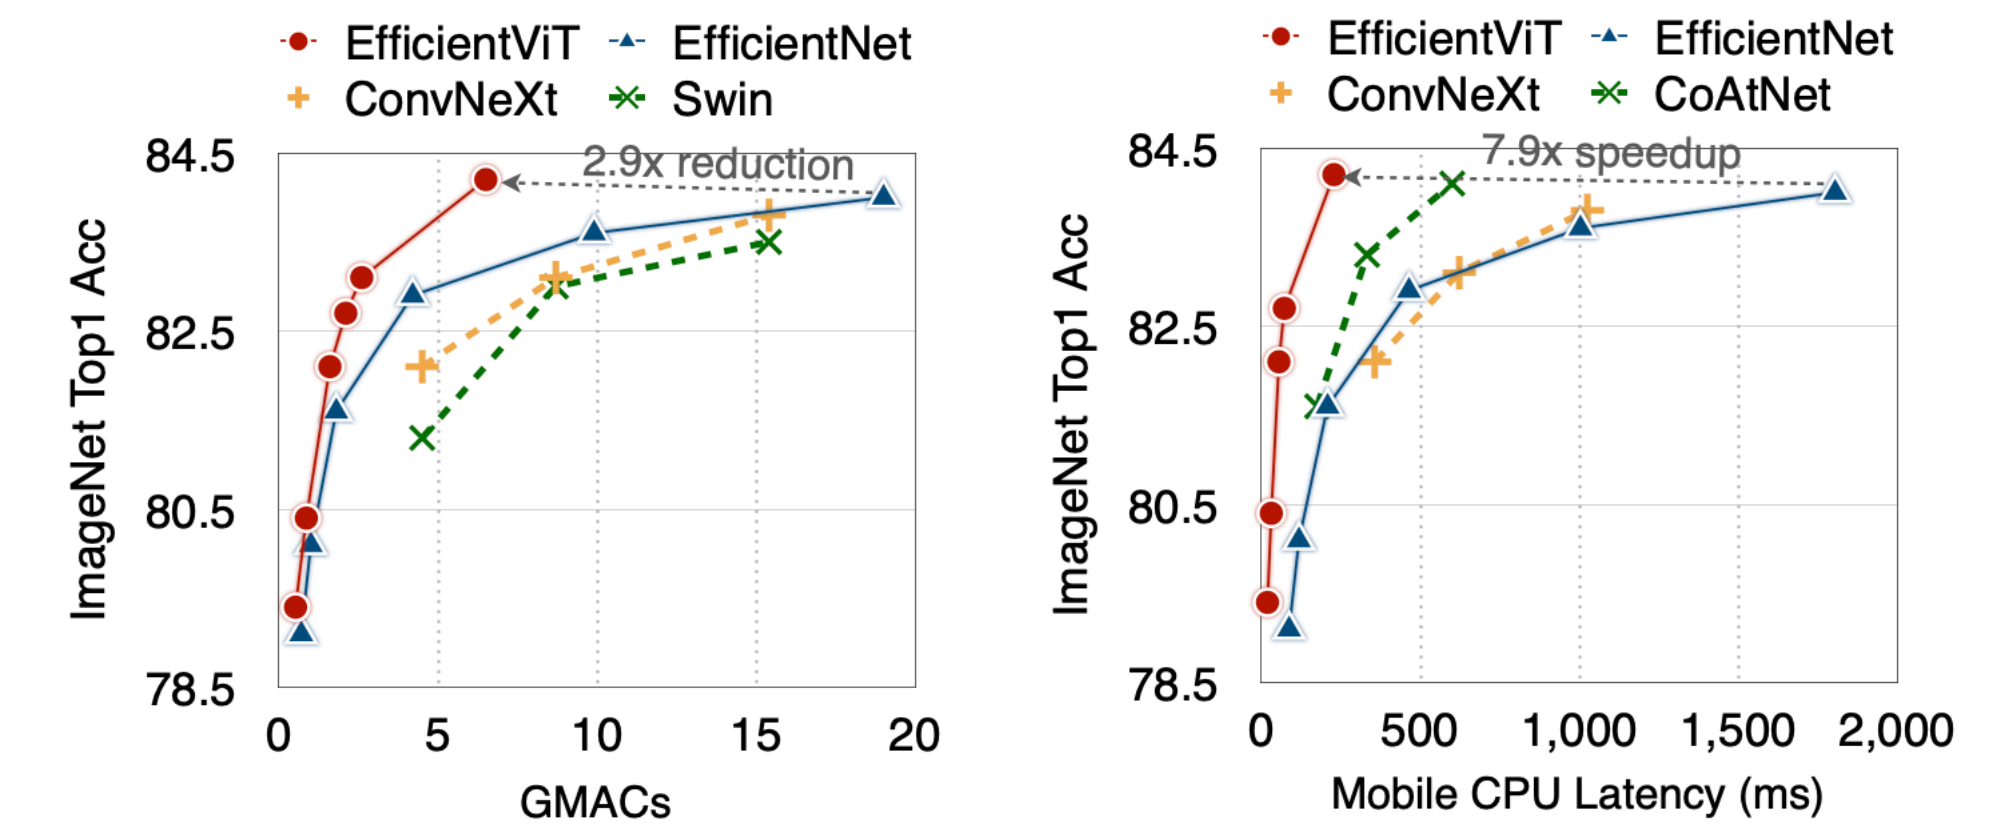 EfficientViT EfficientNet
ConvNeXt Swin
84.5
82.5
80.5
78.5
ImageNet Top1 Acc
2.9x reduction
0 5 10 15 20
GMACs
EfficientViT EfficientNet
ConvNeXt CoAtNet
84.5
82.5
80.5
78.5
ImageNet Top1 Acc
7.9x speedup
0 500 1,000 1,500 2,000
Mobile CPU Latency (ms)